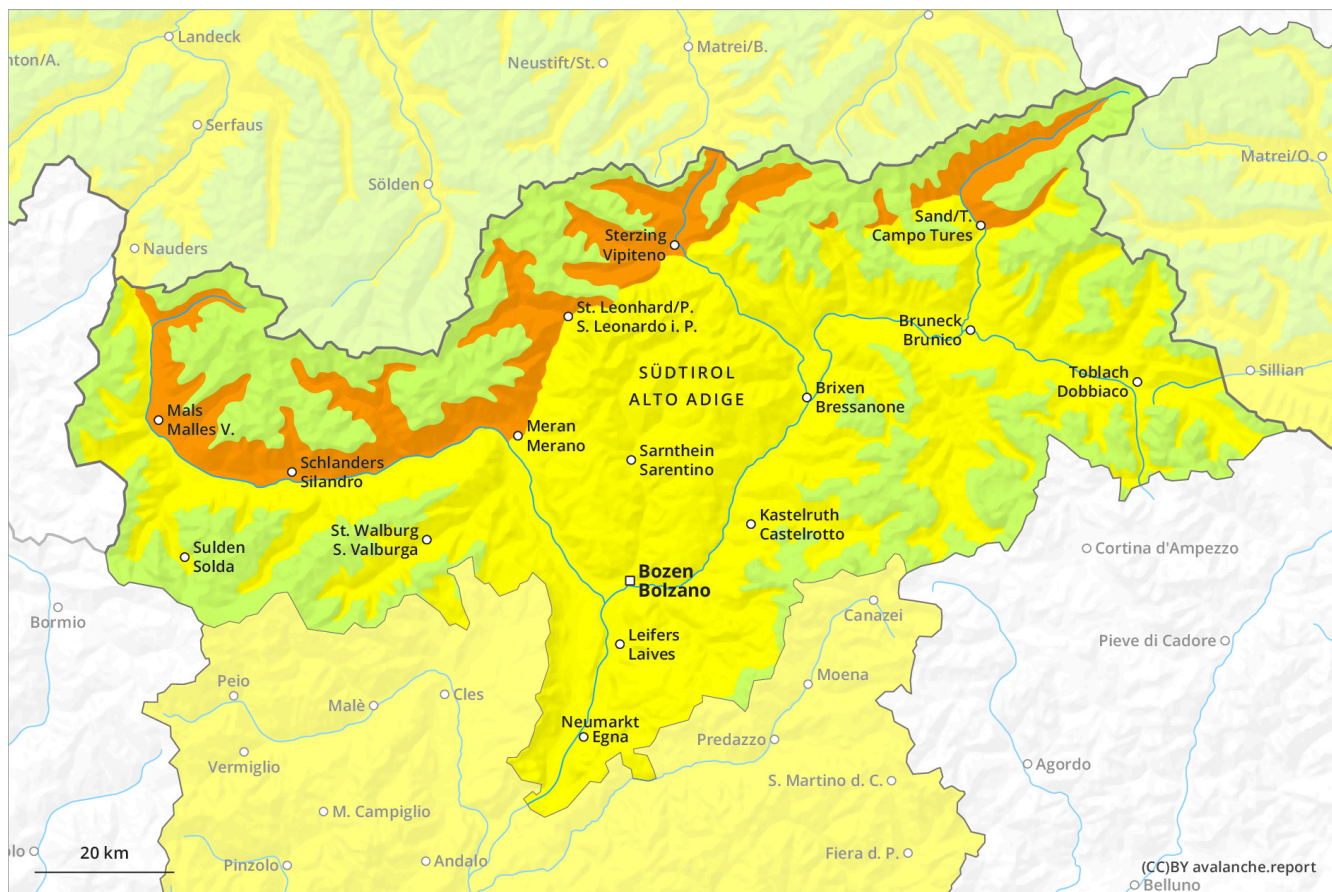 Landeck
Matrei/B.
nton/A.
Neustift/St.
Serfaus
Matrei/O.
Sölden
Sand/T.
Campo Tures
Sterzing
Vipiteno
Nauders
St. Leonhard/P.
S. Leonardo i. P.
Bruneck
Brunico
Toblach
Dobbiaco
Sillian
SÜDTIROL
ALTO ADIGE
Brixen
Bressanone
Mals
Malles V.
Meran
Merano
Sarnthein
Sarentino
Schlanders
Silandro
Kastelruth
Castelrotto
St. Walburg
S. Valburga
Sulden
Solda
Cortina d'Ampezzo
Bozen
Bolzano
Bormio
Canazei
Leifers
Laives
Pieve di Cadore
Moena
Peio
Cles
Malè
Neumarkt
Egna
Predazzo
Vermiglio
Agordo
S. Martino d. C.
M. Campiglio
olo
20 km
Pinzolo
Andalo
Fiera d. P.
(CC)BY avalanche.report
Belluno